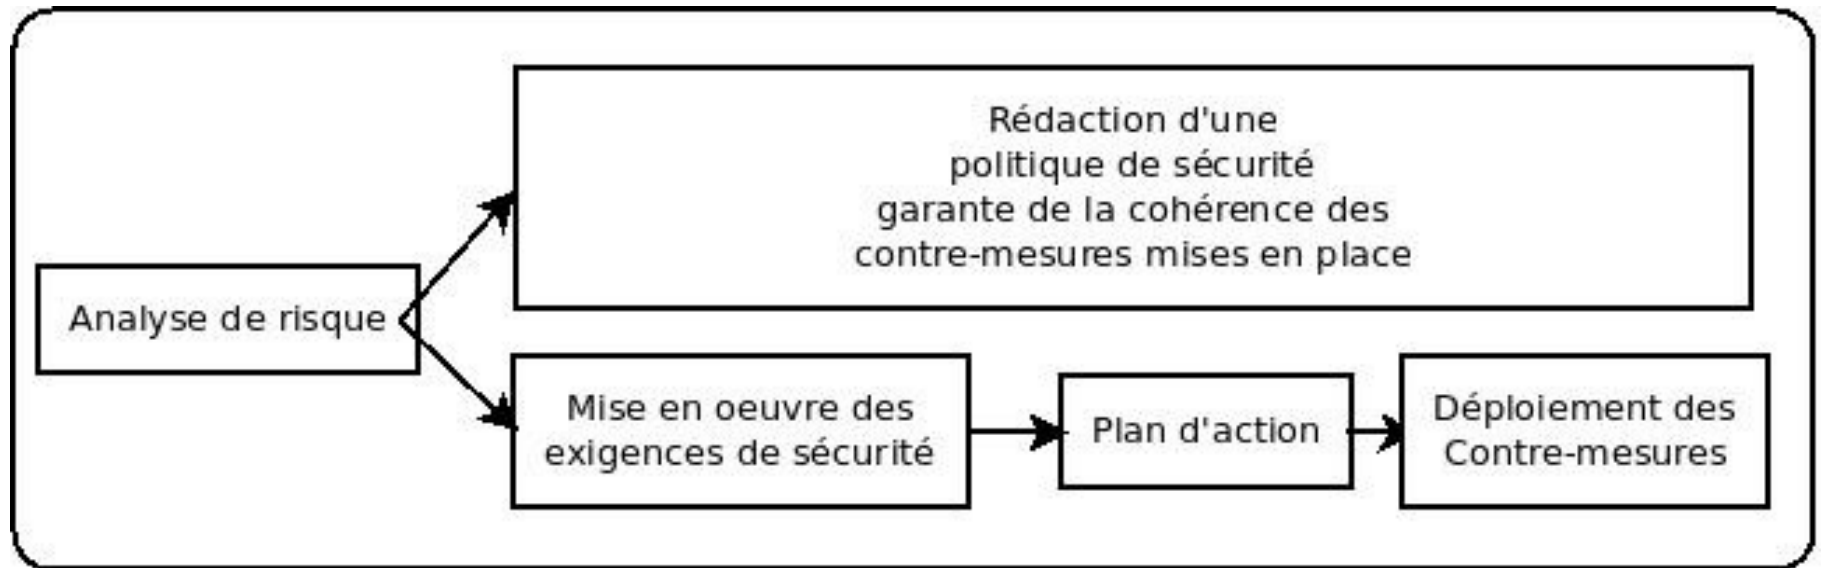 Analyse de risque
Rédaction d'une
politique de sécurité
garante de la cohérence des
contre-mesures mises en place
Mise en oeuvre des
exigences de sécurité
Plan d'action
Déploiement des
Contre-mesures